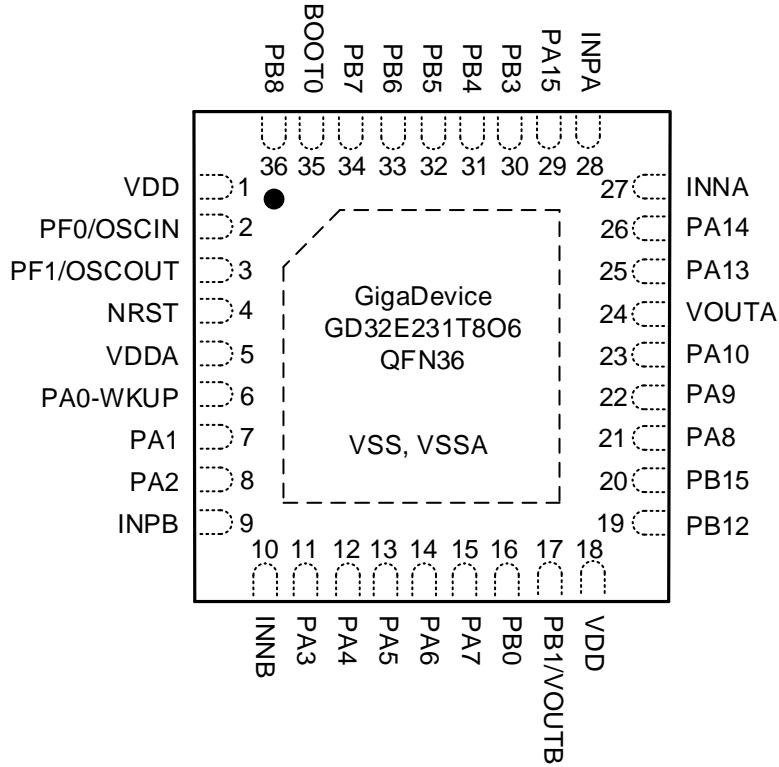 PB8
BOOT0
PB7
PB6
PB5
PB4
PB3
PA15
INPA
36
35
34
33
32
31
30
29
28
VDD
1
PF0/OSCIN
2
PF1/OSCOUT
3
NRST
4
VDDA
5
PA0-WKUP
6
PA1
7
PA2
8
INPB
9
GigaDevice
GD32E231T8O6
QFN36
VSS, VSSA
27
INNA
26
PA14
25
PA13
24
VOUTA
23
PA10
22
PA9
21
PA8
20
PB15
19
PB12
10
11
12
13
14
15
16
17
18
INNB
PA3
PA4
PA5
PA6
PA7
PB0
PB1/VOUTB
VDD